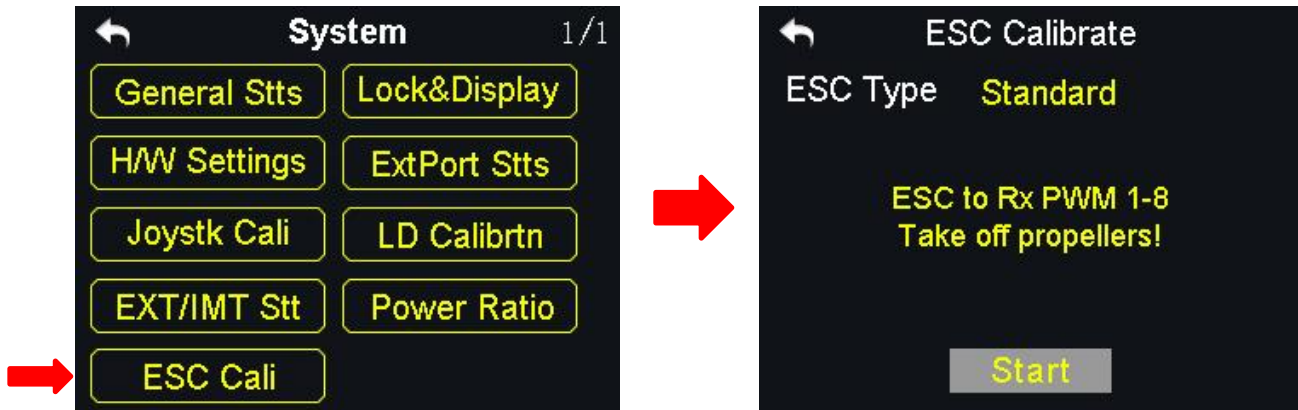 System 1/1
General Stts Lock&Display
H/W Settings ExtPort Stts
Joystk Cali LD Calibrtn
EXT/IMT Stt Power Ratio
ESC Cali
ESC Calibrate
ESC Type Standard
ESC to Rx PWM 1-8
Take off propellers!
Start